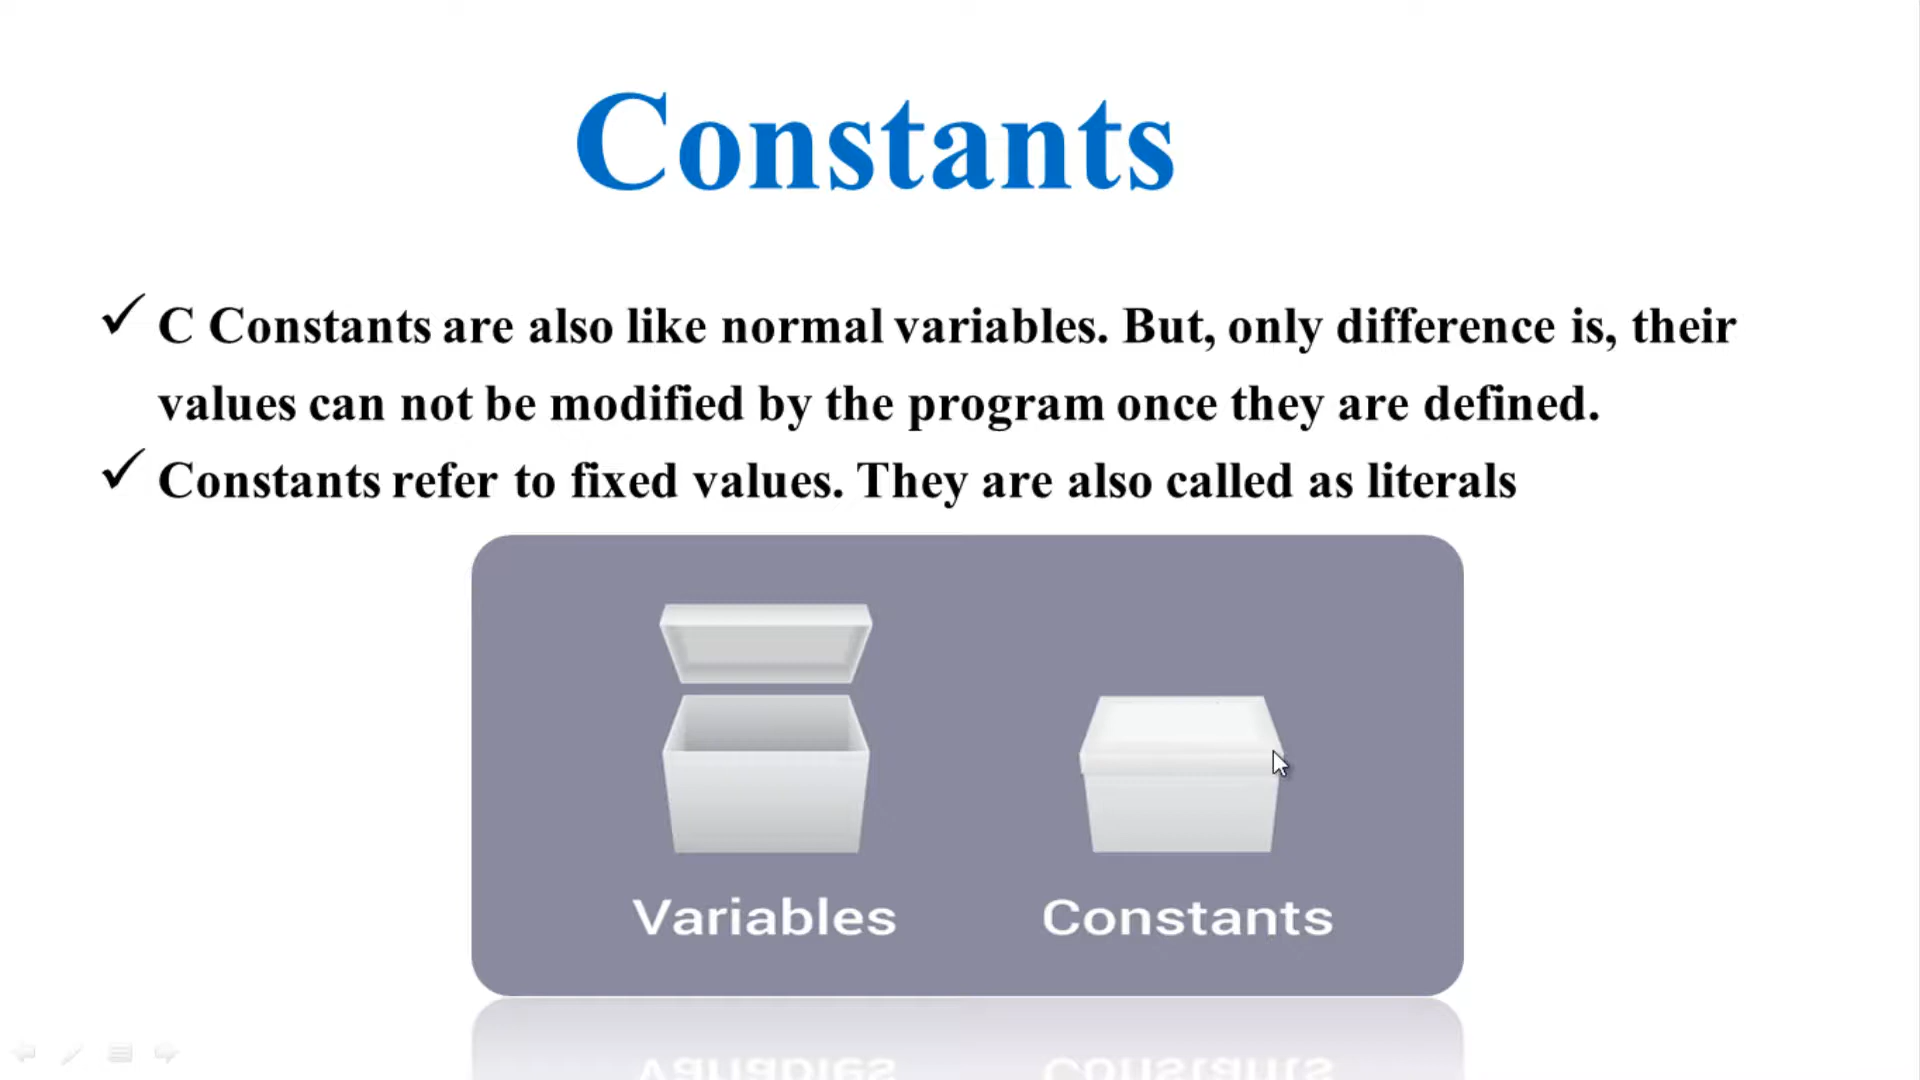 Constants
✓ C Constants are also like normal variables. But, only difference is, their
values can not be modified by the program once they are defined.
✓ Constants refer to fixed values. They are also called as literals
Variables Constants